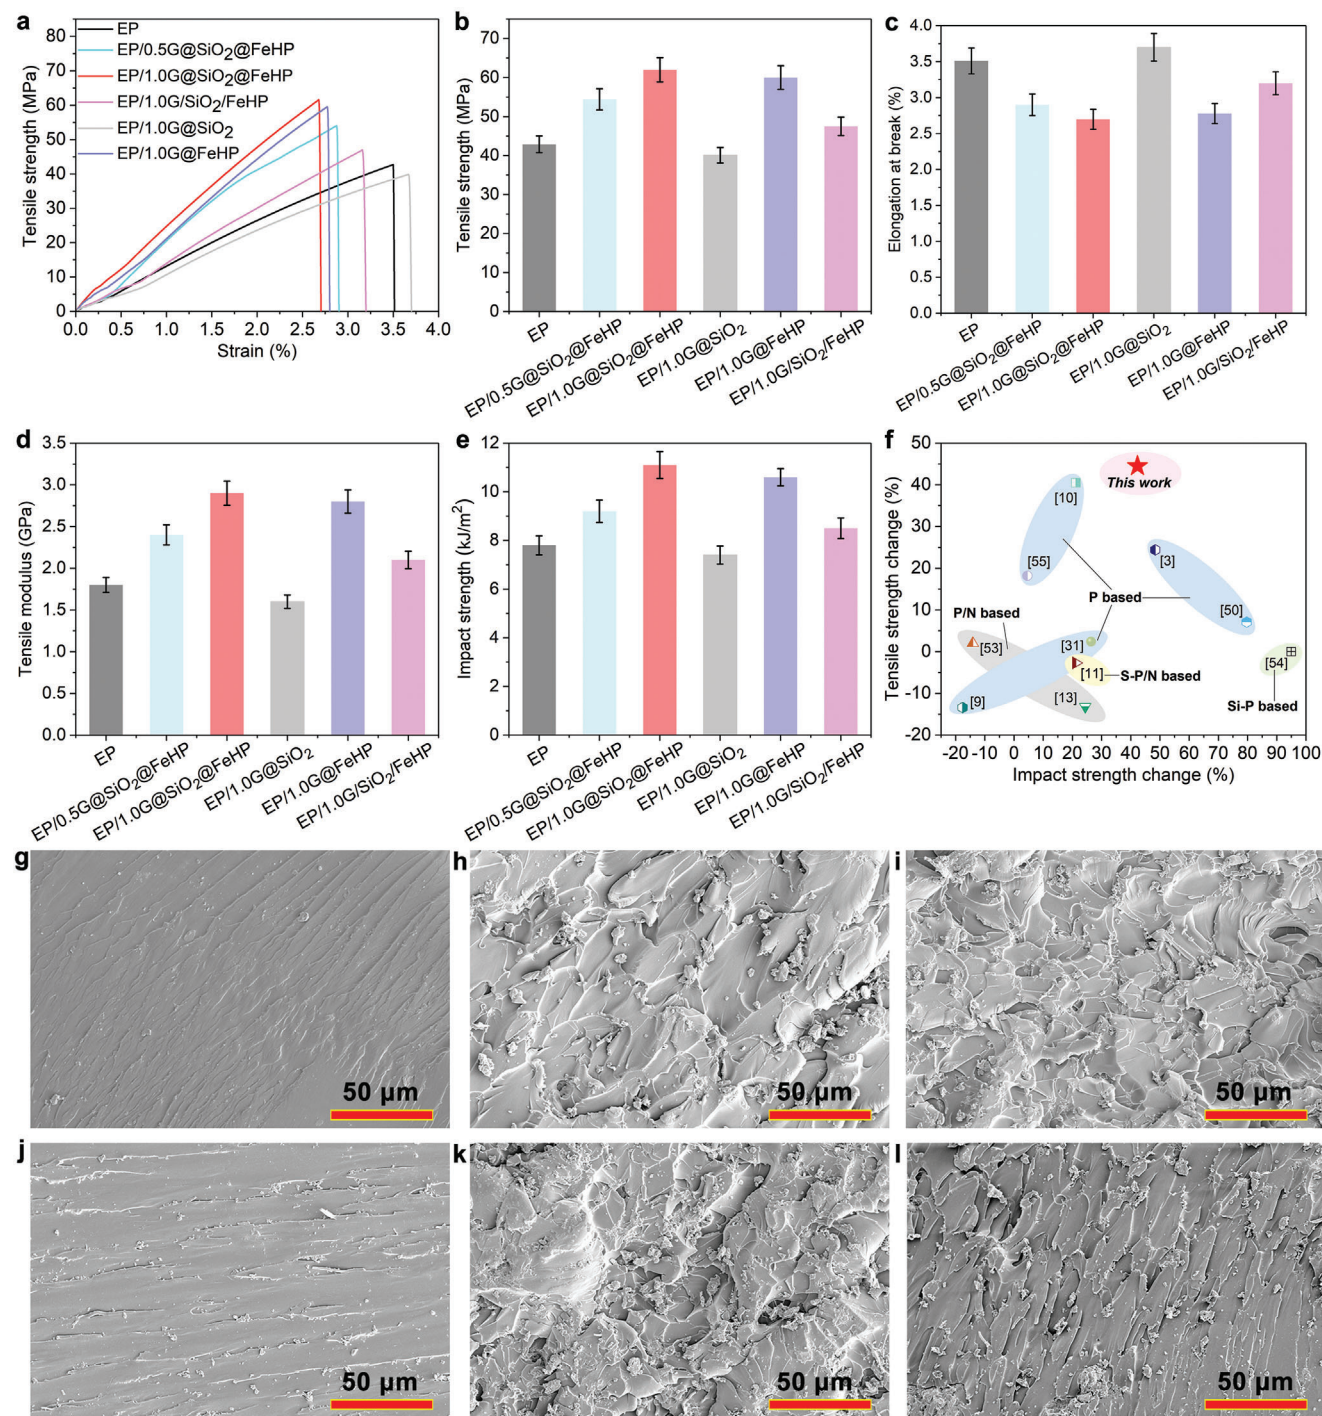 a
EP
EP/0.5G@SiO₂@FeHP
EP/1.0G@SiO₂@FeHP
EP/1.0G/SiO₂/FeHP
EP/1.0G@SiO₂
EP/1.0G@FeHP
Tensile strength (MPa)
80
70
60
50
40
30
20
10
0
0.0 0.5 1.0 1.5 2.0 2.5 3.0 3.5 4.0
Strain (%)
b
Tensile strength (MPa)
70
60
50
40
30
20
10
0
EP
EP/0.5G@SiO₂@FeHP
EP/1.0G@SiO₂@FeHP
EP/1.0G@SiO₂
EP/1.0G@FeHP
EP/1.0G/SiO₂/FeHP
c
Elongation at break (%)
4.0
3.5
3.0
2.5
2.0
1.5
1.0
0.5
0.0
EP
EP/0.5G@SiO₂@FeHP
EP/1.0G@SiO₂@FeHP
EP/1.0G@SiO₂
EP/1.0G@FeHP
EP/1.0G/SiO₂/FeHP
d
Tensile modulus (GPa)
3.5
3.0
2.5
2.0
1.5
1.0
0.5
0.0
EP
EP/0.5G@SiO₂@FeHP
EP/1.0G@SiO₂@FeHP
EP/1.0G@SiO₂
EP/1.0G@FeHP
EP/1.0G/SiO₂/FeHP
e
Impact strength (kJ/m²)
12
10
8
6
4
2
0
EP
EP/0.5G@SiO₂@FeHP
EP/1.0G@SiO₂@FeHP
EP/1.0G@SiO₂
EP/1.0G@FeHP
EP/1.0G/SiO₂/FeHP
f
Tensile strength change (%)
50
40
30
20
10
0
-10
-20
This work
[10]
[55]
[3]
[50]
P based
P/N based
[53]
[31]
[11]
S-P/N based
[54]
[9]
[13]
Si-P based
-20 -10 0 10 20 30 40 50 60 70 80 90 100
Impact strength change (%)
g
50 μm
h
50 μm
i
50 μm
j
50 μm
k
50 μm
l
50 μm